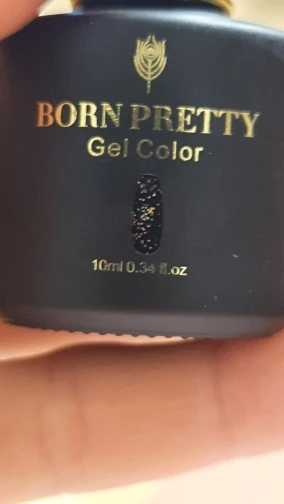 BORN PRETTY
Gel Color
10ml 0.34 fl.oz